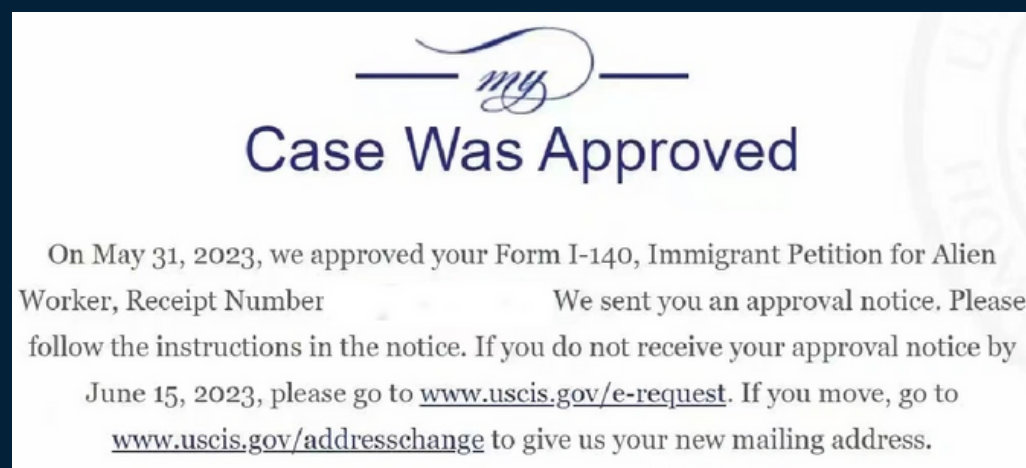 my
Case Was Approved
On May 31, 2023, we approved your Form I-140, Immigrant Petition for Alien
Worker, Receipt Number We sent you an approval notice. Please
follow the instructions in the notice. If you do not receive your approval notice by
June 15, 2023, please go to www.uscis.gov/e-request. If you move, go to
www.uscis.gov/addresschange to give us your new mailing address.